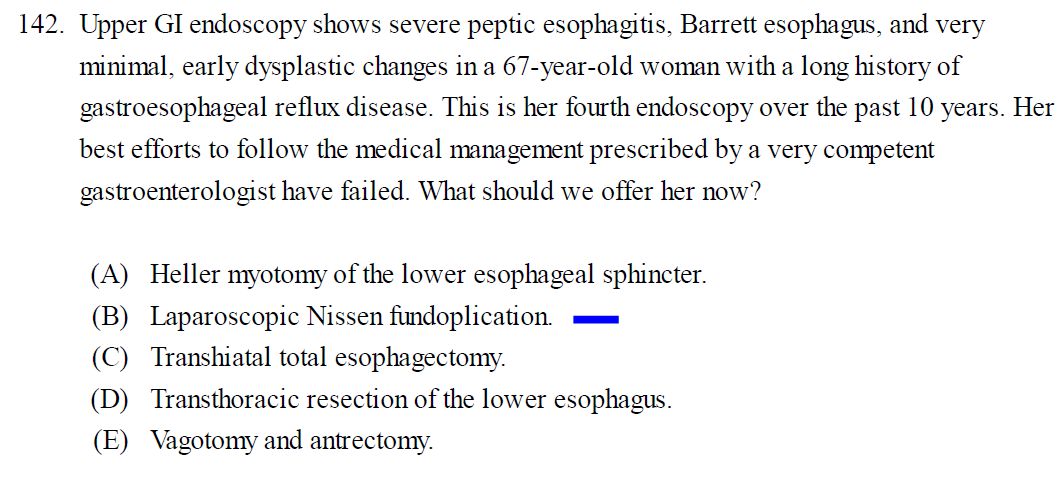 142. Upper GI endoscopy shows severe peptic esophagitis, Barrett esophagus, and very
minimal, early dysplastic changes in a 67-year-old woman with a long history of
gastroesophageal reflux disease. This is her fourth endoscopy over the past 10 years. Her
best efforts to follow the medical management prescribed by a very competent
gastroenterologist have failed. What should we offer her now?
(A) Heller myotomy of the lower esophageal sphincter.
(B) Laparoscopic Nissen fundoplication.
(C) Transhiatal total esophagectomy.
(D) Transthoracic resection of the lower esophagus.
(E) Vagotomy and antrectomy.